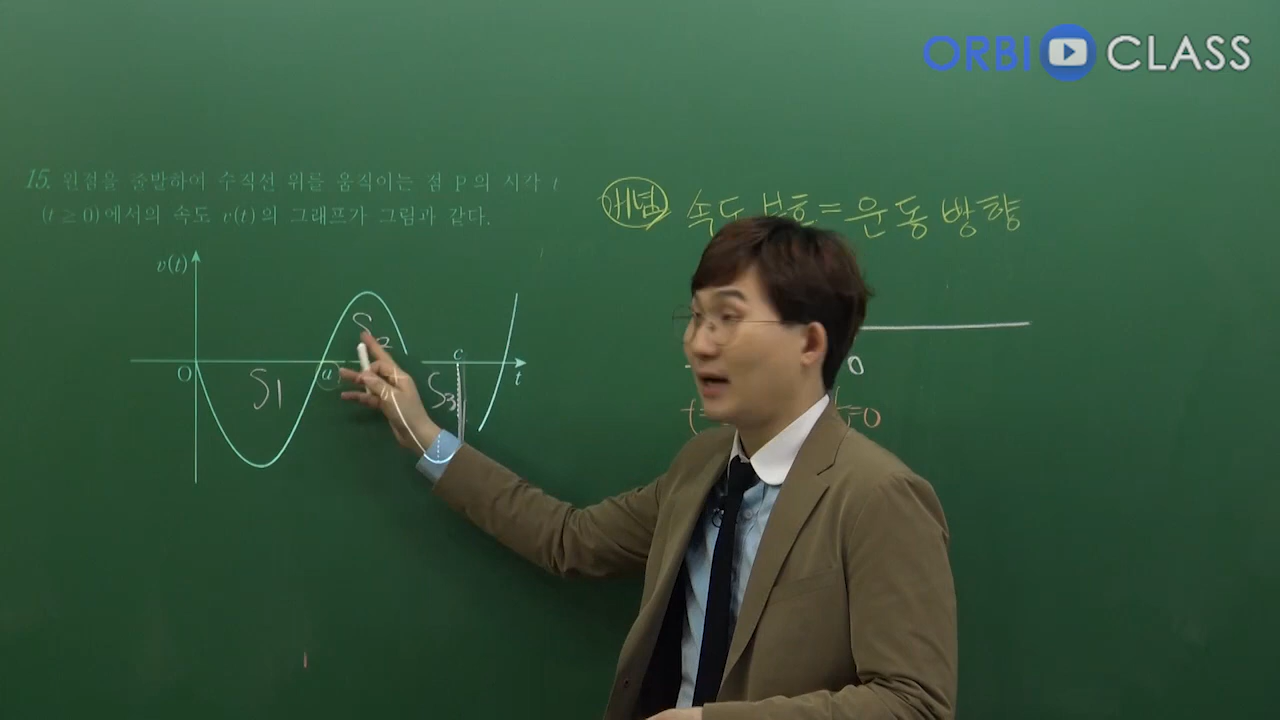 ORBI CLASS
15. 원점을 출발하여 수직선 위를 움직이는 점 P의 시각 t
(t ≥ 0)에서의 속도 v(t)의 그래프가 그림과 같다.
개념 속도 부호=운동방향
v(t)
S2
c
O
a
t
S1
S3
0
t=
=0